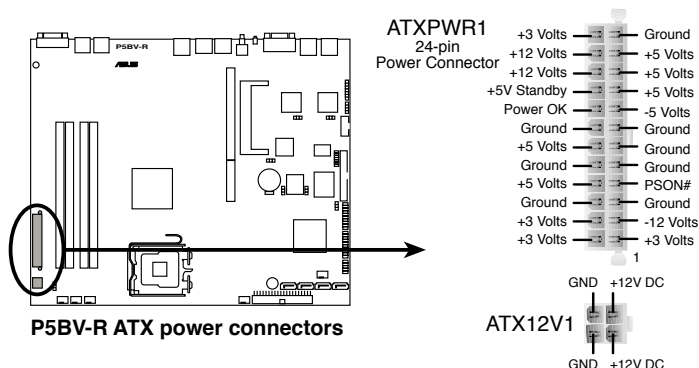 P5BV-R
ASUS
ATXPWR1
24-pin
Power Connector
+3 Volts
+12 Volts
+12 Volts
+5V Standby
Power OK
Ground
+5 Volts
Ground
+5 Volts
Ground
+3 Volts
+3 Volts
Ground
+5 Volts
+5 Volts
+5 Volts
-5 Volts
Ground
Ground
Ground
PSON#
Ground
-12 Volts
+3 Volts
1
P5BV-R ATX power connectors
ATX12V1
GND +12V DC
GND +12V DC